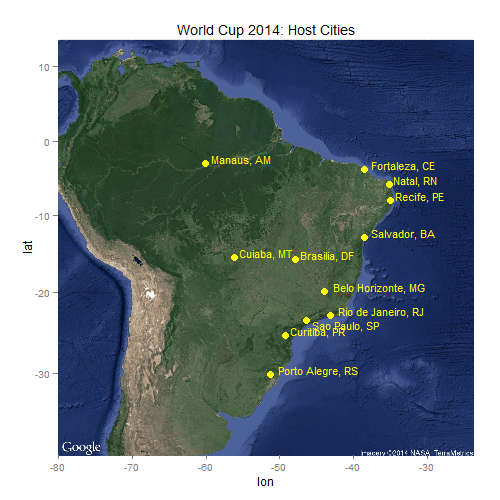 World Cup 2014: Host Cities
lat
10
0
-10
-20
-30
Manaus, AM
Fortaleza, CE
Natal, RN
Recife, PE
Salvador, BA
Cuiaba, MT
Brasilia, DF
Belo Horizonte, MG
Rio de Janeiro, RJ
Sao Paulo, SP
Curitiba, PR
Porto Alegre, RS
Google
Imagery ©2014 NASA, TerraMetrics
-80
-70
-60
-50
-40
-30
lon